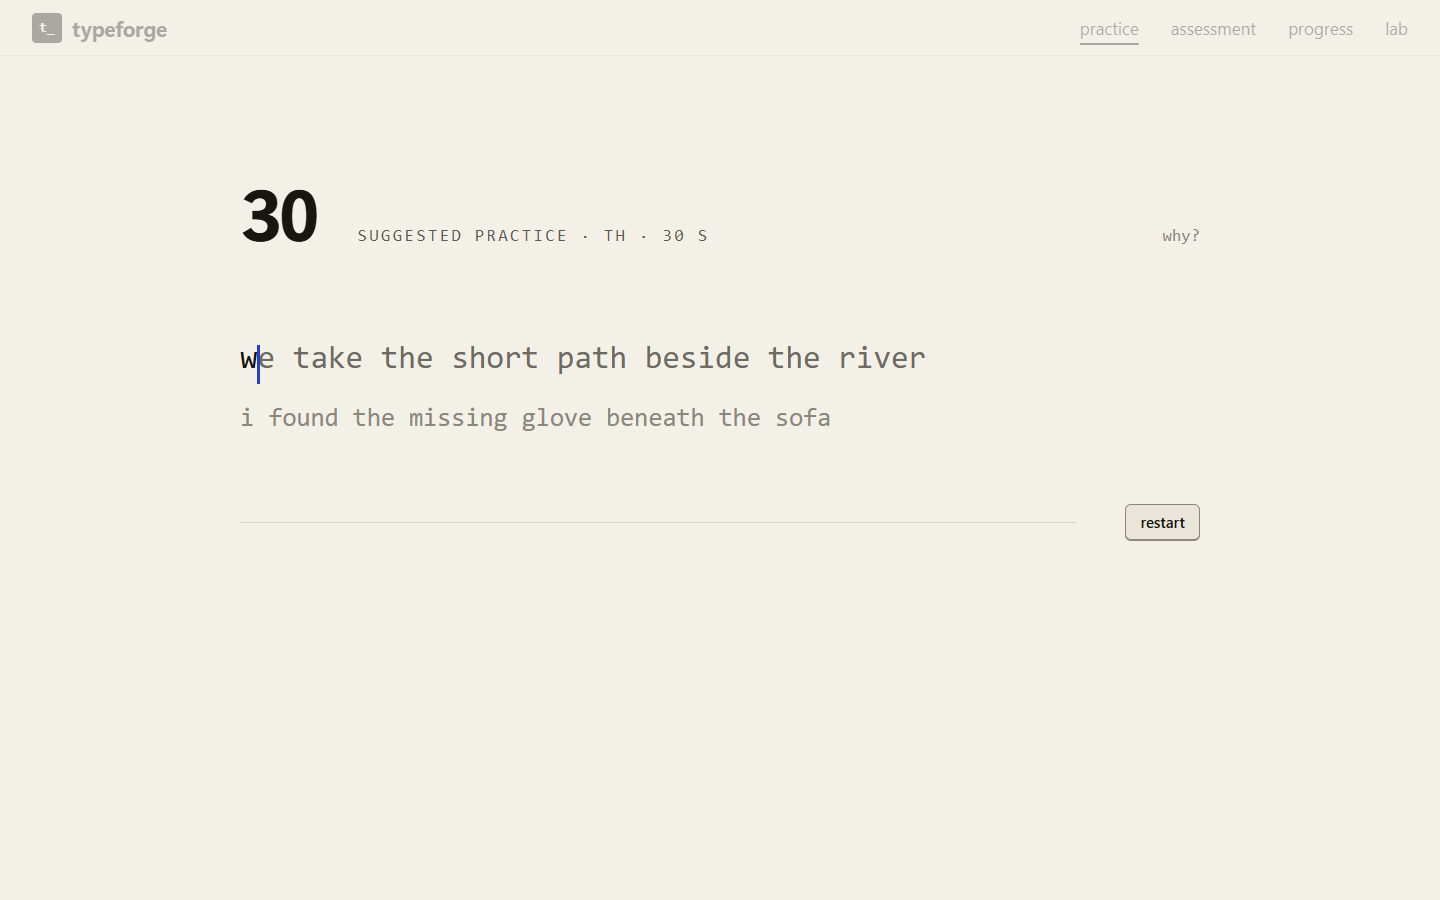 t_ typeforge practice assessment progress lab
30 SUGGESTED PRACTICE · TH · 30 S why?
we take the short path beside the river
i found the missing glove beneath the sofa
restart